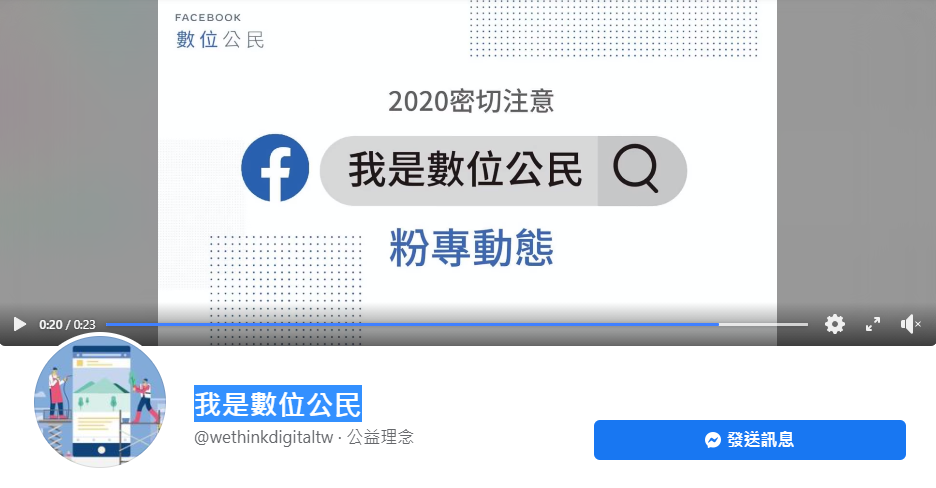 FACEBOOK
數位公民
2020密切注意
我是數位公民
粉專動態
0:20 / 0:23
我是數位公民
@wethinkdigitaltw · 公益理念
發送訊息